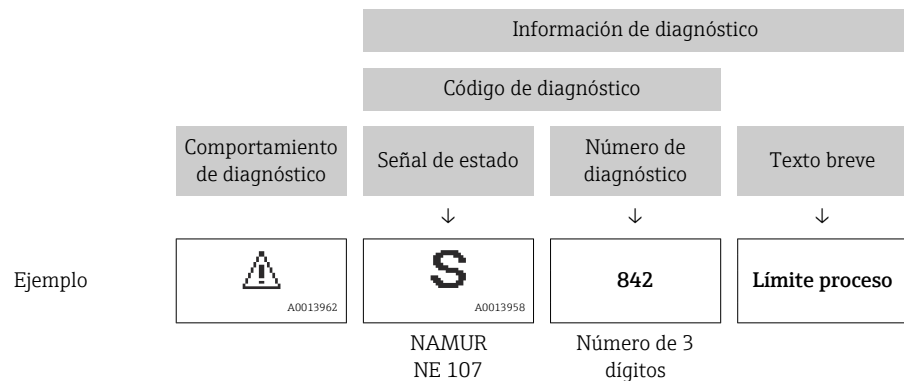 Información de diagnóstico
Código de diagnóstico
Comportamiento
de diagnóstico
Señal de estado
Número de
diagnóstico
Texto breve
↓ ↓ ↓
Ejemplo
A0013962
S
A0013958
842
Límite proceso
NAMUR
NE 107
Número de 3
dígitos